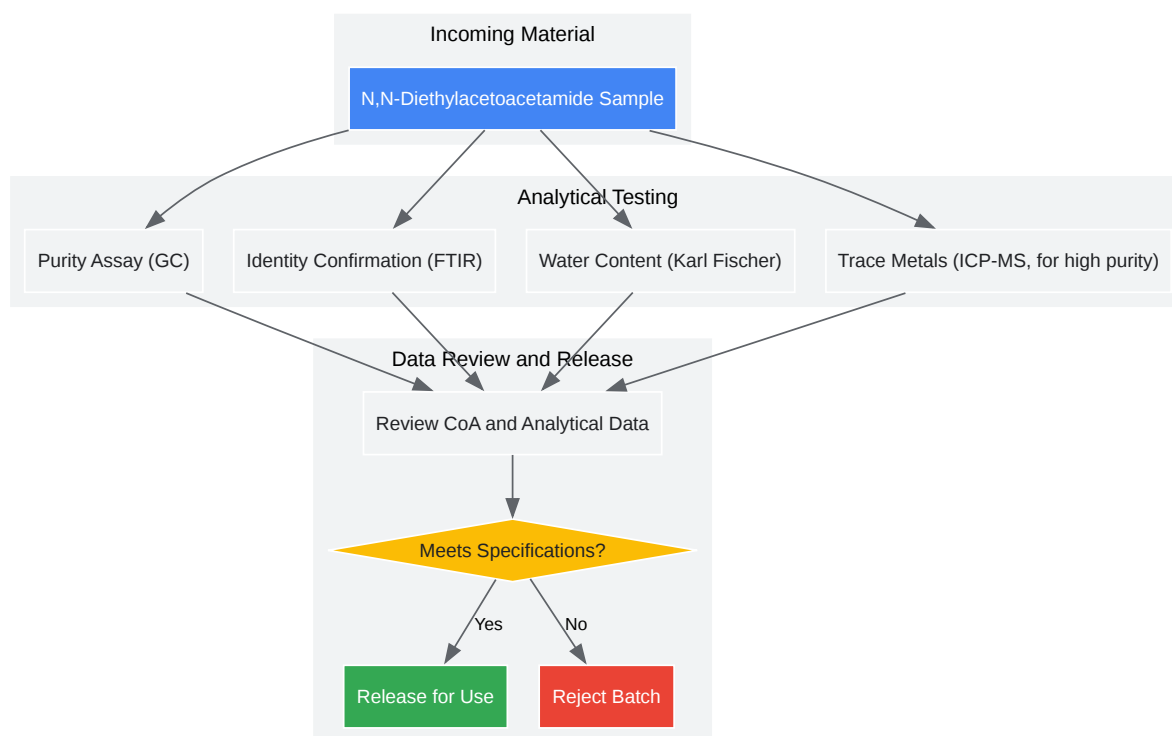 Incoming Material
N,N-Diethylacetoacetamide Sample
Analytical Testing
Purity Assay (GC)
Identity Confirmation (FTIR)
Water Content (Karl Fischer)
Trace Metals (ICP-MS, for high purity)
Data Review and Release
Review CoA and Analytical Data
Meets Specifications?
Yes
No
Release for Use
Reject Batch